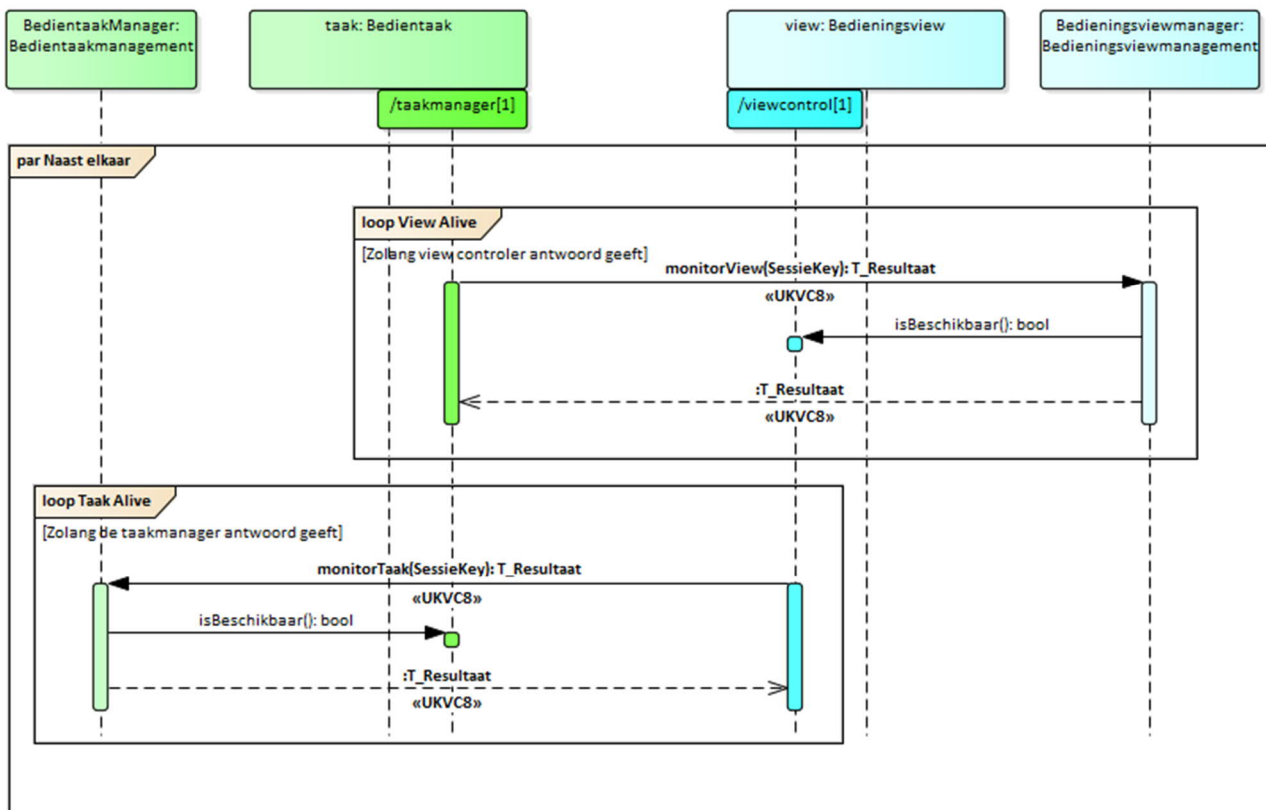 BedientaakManager:
Bedientaakmanagement
taak: Bedientaak
view: Bedieningsview
Bedieningsviewmanager:
Bedieningsviewmanagement
/taakmanager[1]
/viewcontrol[1]
par Naast elkaar
loop View Alive
[Zolang view controler antwoord geeft]
monitorView(SessieKey): T_Resultaat
«UKVC8»
isBeschikbaar(): bool
:T_Resultaat
«UKVC8»
loop Taak Alive
[Zolang de taakmanager antwoord geeft]
monitorTaak(SessieKey): T_Resultaat
«UKVC8»
isBeschikbaar(): bool
:T_Resultaat
«UKVC8»